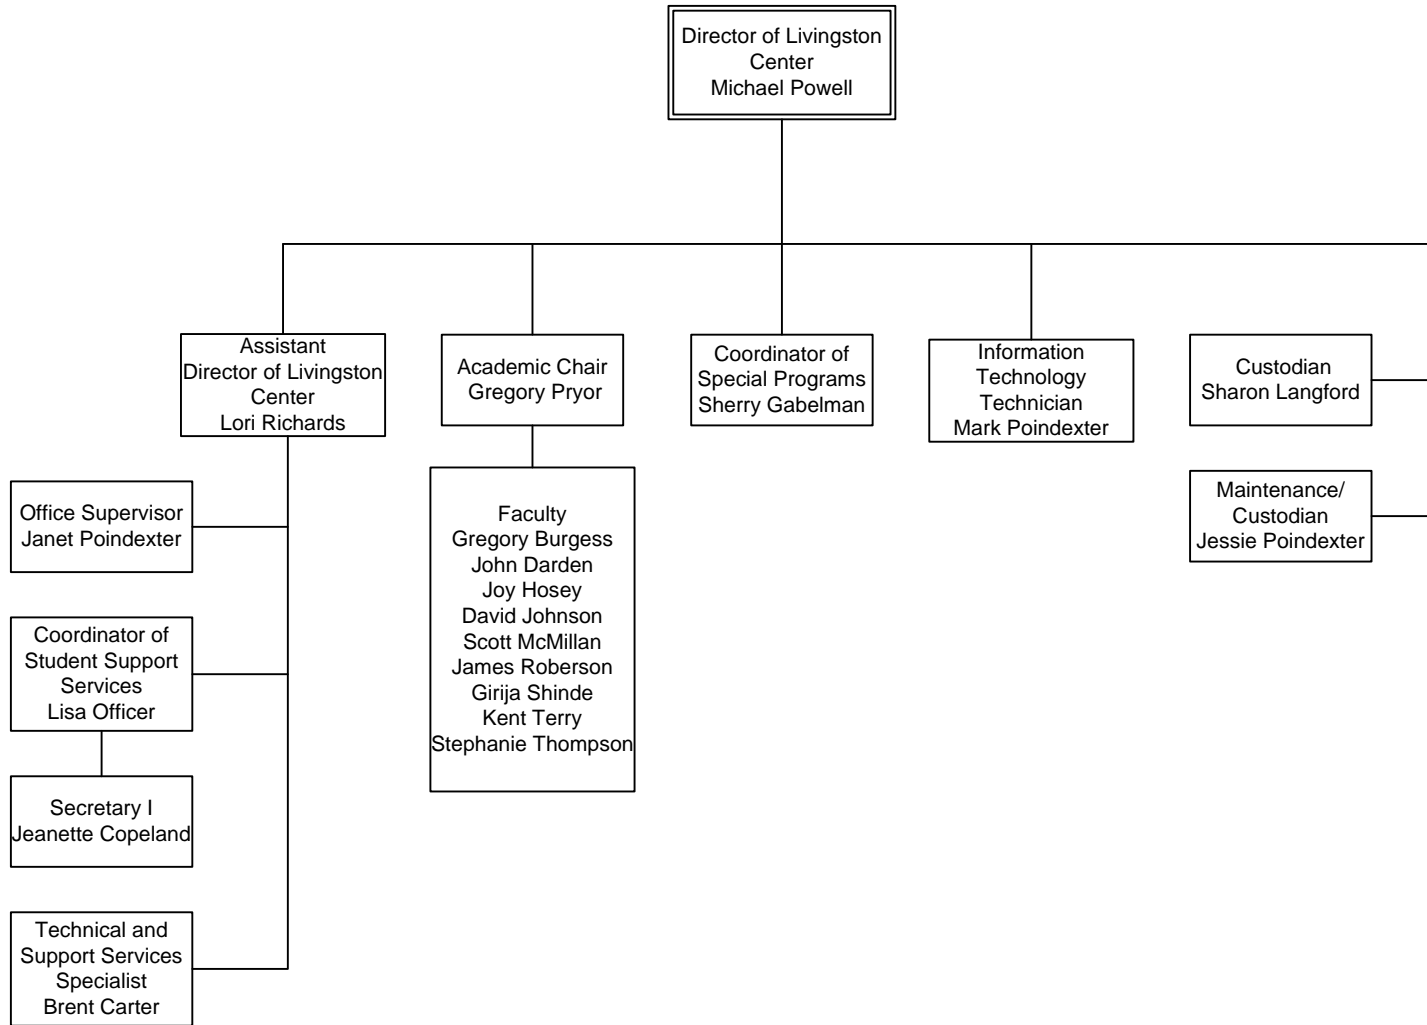 Director of Livingston
Center
Michael Powell
Assistant
Director of Livingston
Center
Lori Richards
Academic Chair
Gregory Pryor
Coordinator of
Special Programs
Sherry Gabelman
Information
Technology
Technician
Mark Poindexter
Custodian
Sharon Langford
Office Supervisor
Janet Poindexter
Faculty
Gregory Burgess
John Darden
Joy Hosey
David Johnson
Scott McMillan
James Roberson
Girija Shinde
Kent Terry
Stephanie Thompson
Maintenance/
Custodian
Jessie Poindexter
Coordinator of
Student Support
Services
Lisa Officer
Secretary I
Jeanette Copeland
Technical and
Support Services
Specialist
Brent Carter